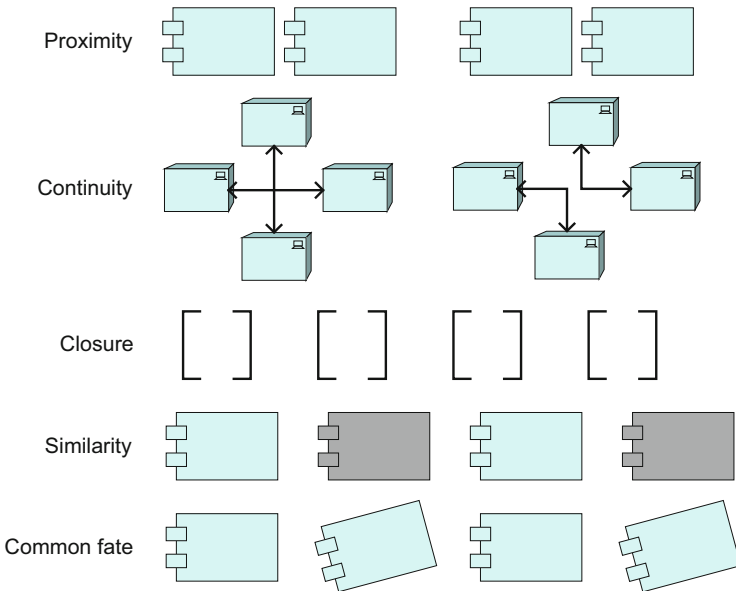 Proximity
Continuity
Closure
Similarity
Common fate